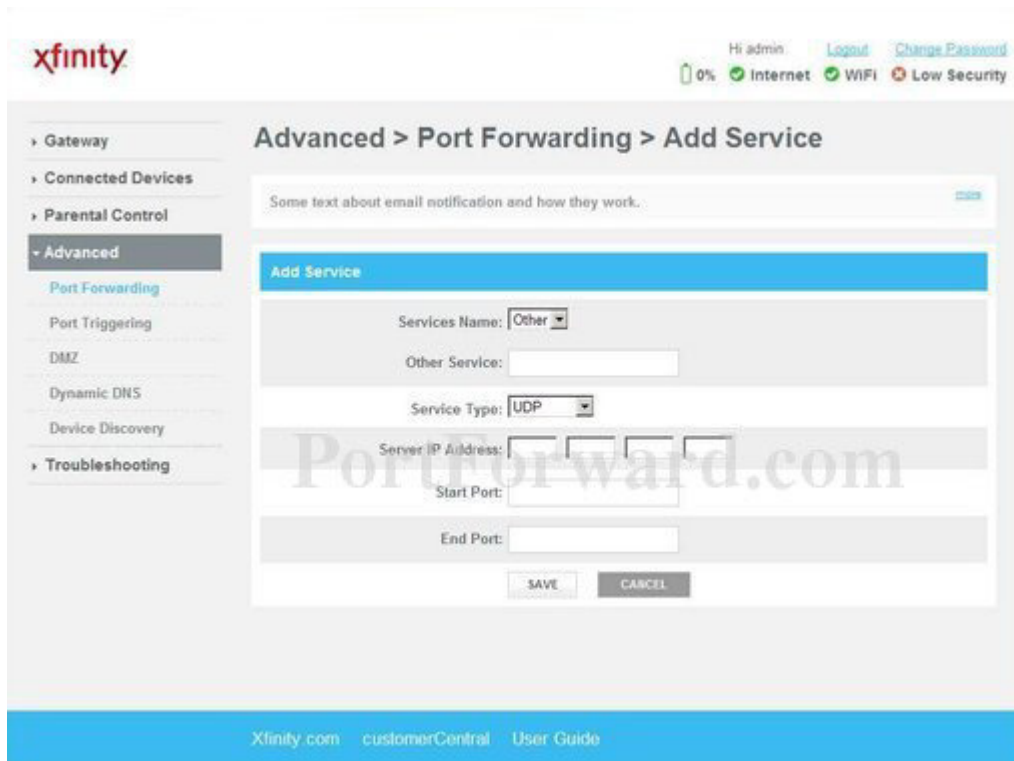 xfinity
Hi admin Logout Change Password
0% Internet WiFi Low Security
Gateway
Connected Devices
Parental Control
Advanced
Port Forwarding
Port Triggering
DMZ
Dynamic DNS
Device Discovery
Troubleshooting
Advanced > Port Forwarding > Add Service
Some text about email notification and how they work. more
Add Service
Services Name: Other
Other Service:
Service Type: UDP
Server IP Address:
PortForward.com
Start Port:
End Port:
SAVE CANCEL
Xfinity.com customerCentral User Guide